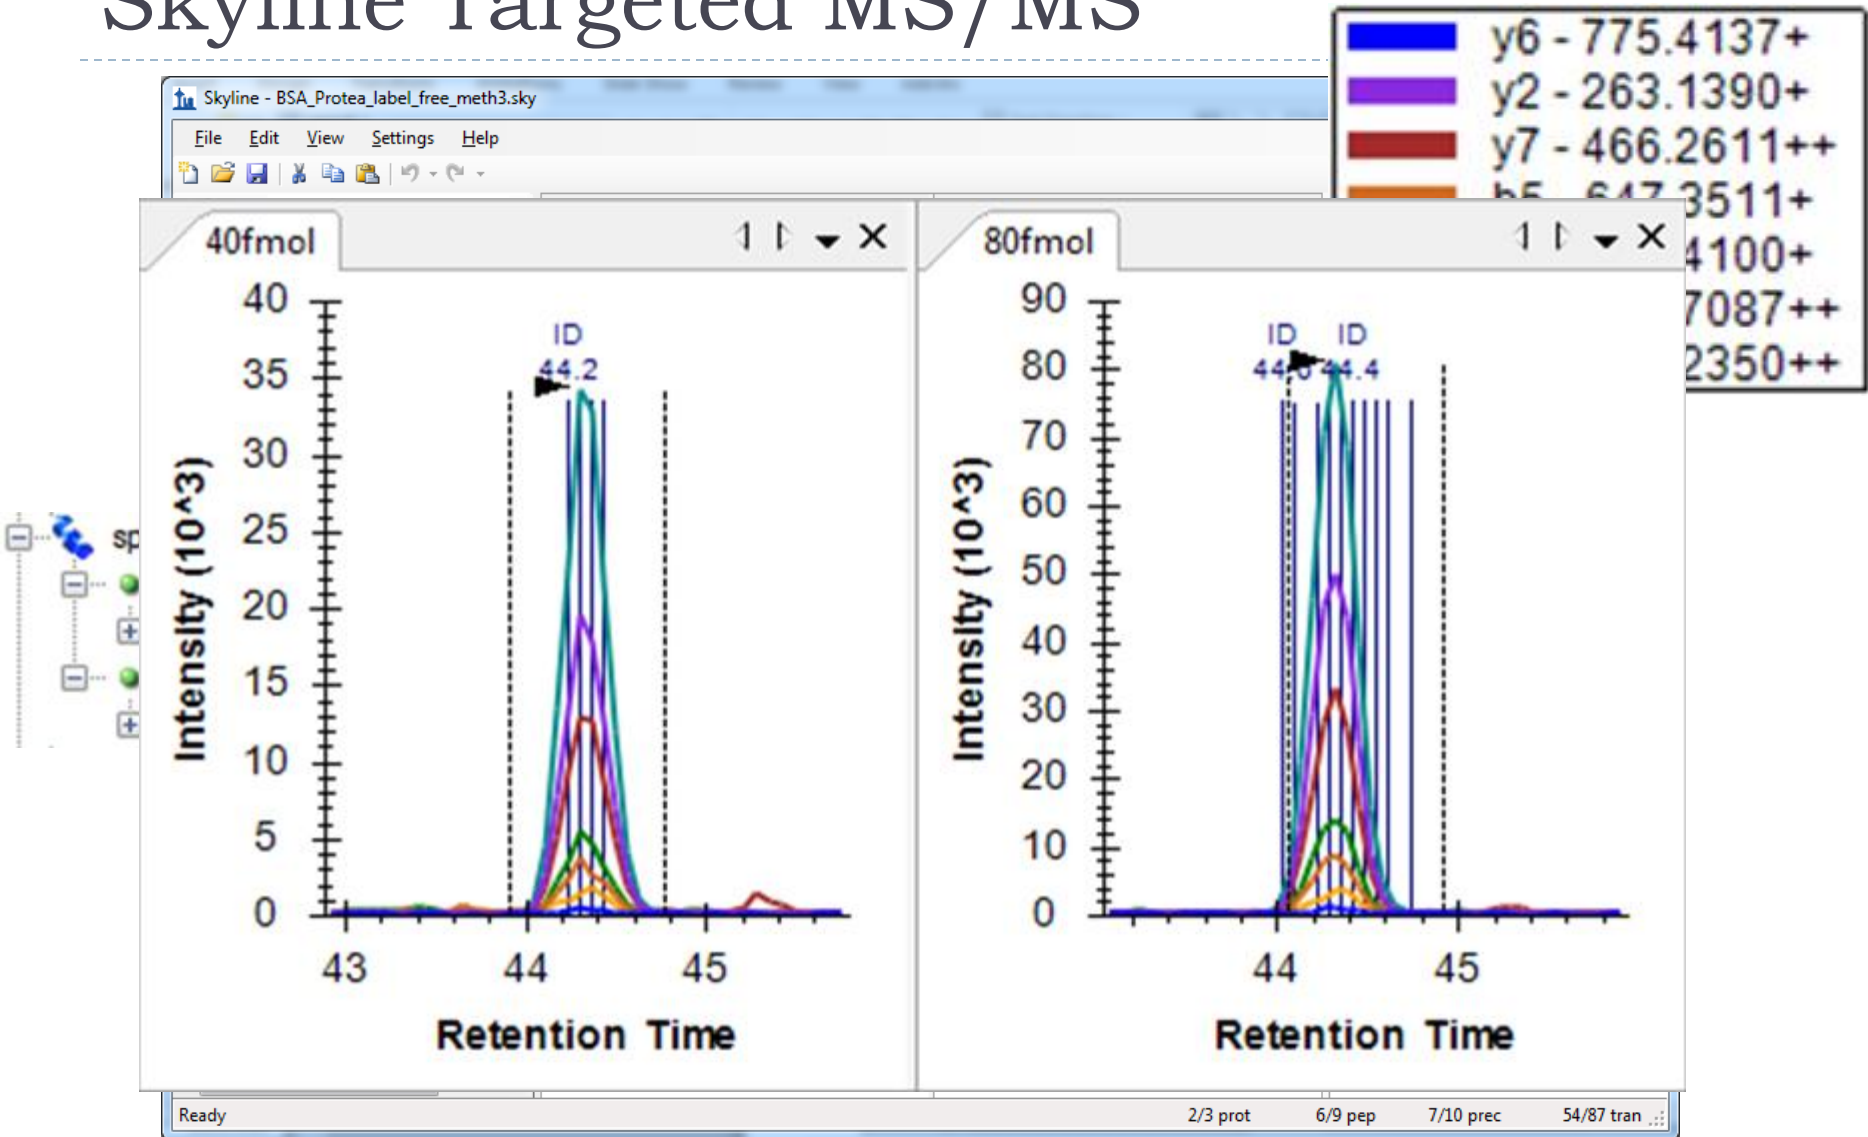 Skyline Targeted MS/MS
y6 - 775.4137+
y2 - 263.1390+
y7 - 466.2611++
b5 - 647.3511+
4100+
7087++
2350++
Skyline - BSA_Protea_label_free_meth3.sky
File Edit View Settings Help
40fmol
40
35
30
25
20
15
10
5
0
Intensity (10^3)
ID
44.2
43 44 45
Retention Time
80fmol
90
80
70
60
50
40
30
20
10
0
Intensity (10^3)
ID ID
44.4
44 45
Retention Time
sp
Ready 2/3 prot 6/9 pep 7/10 prec 54/87 tran